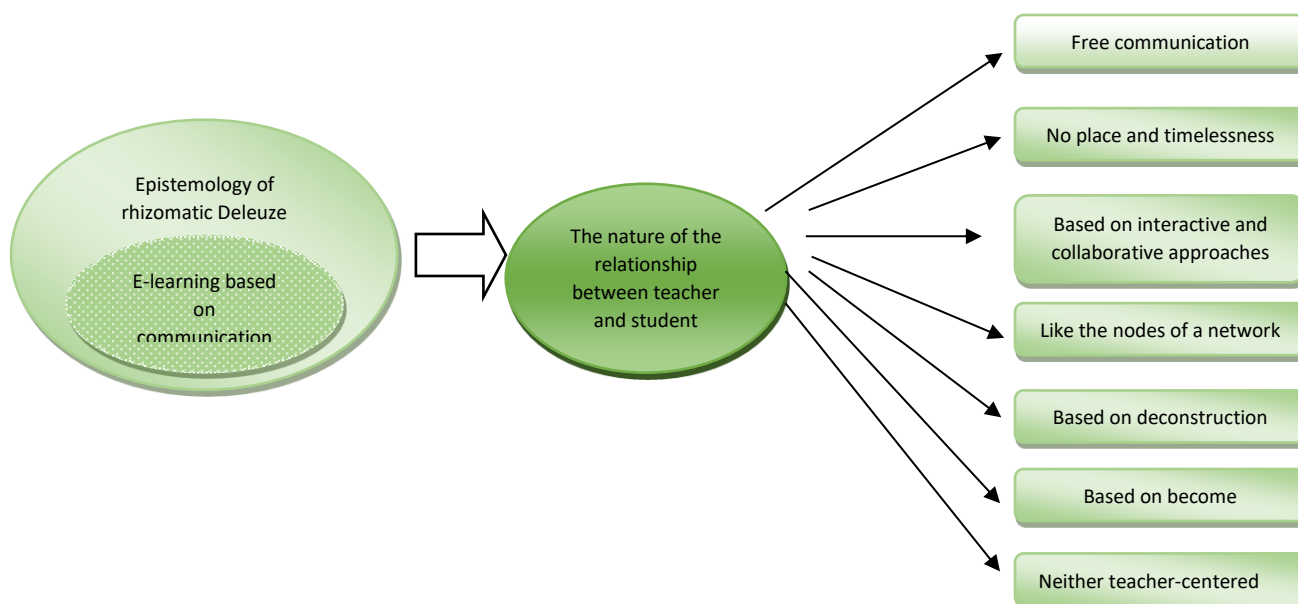 Epistemology of
rhizomatic Deleuze
E-learning based
on
communication
The nature of the
relationship
between teacher
and student
Free communication
No place and timelessness
Based on interactive and
collaborative approaches
Like the nodes of a network
Based on deconstruction
Based on become
Neither teacher-centered